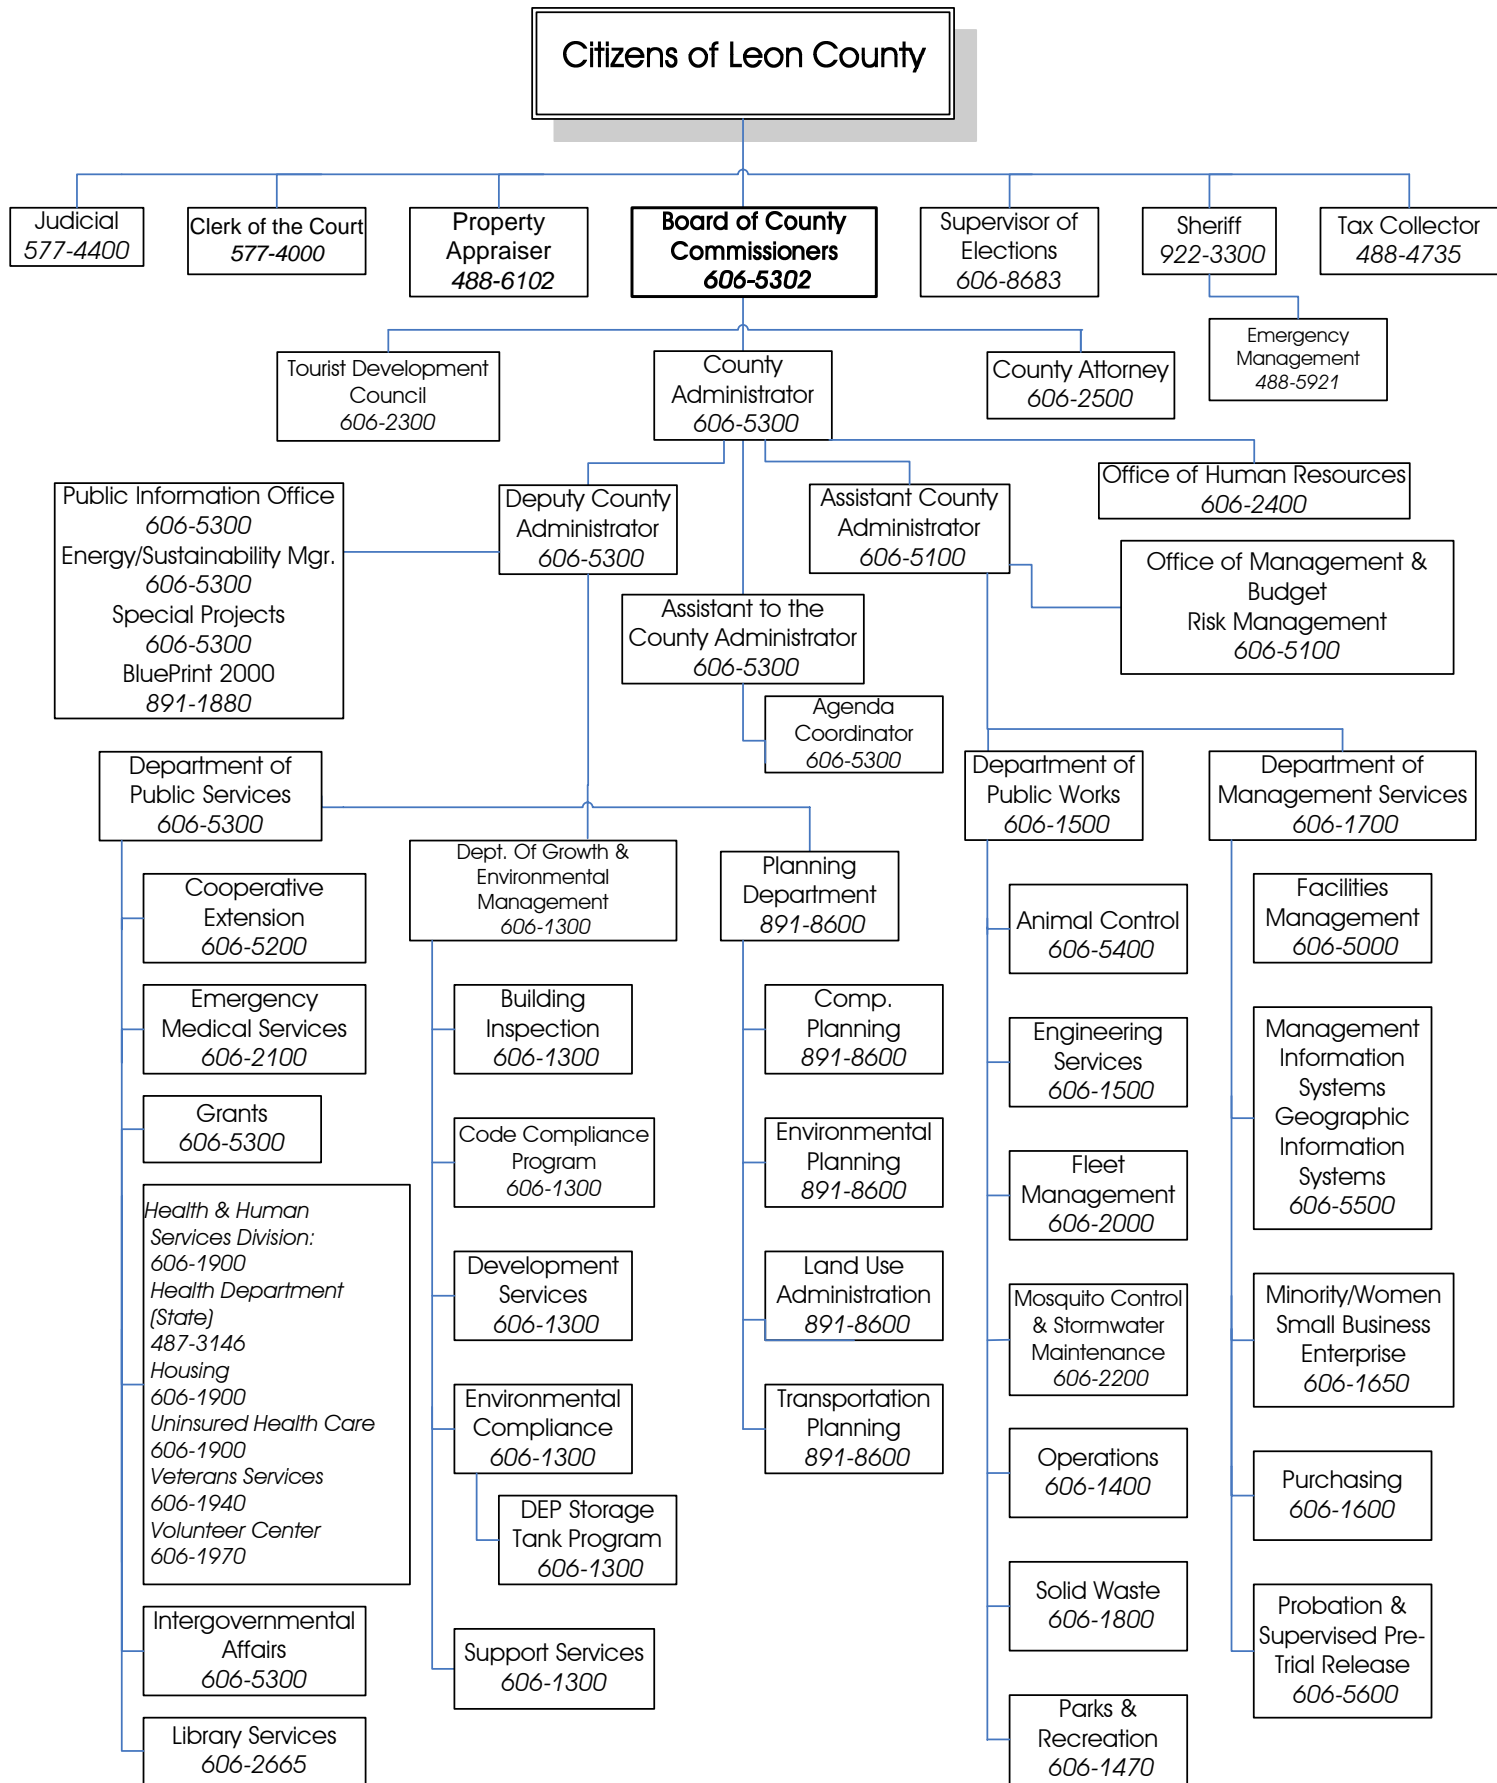 Citizens of Leon County
Judicial
577-4400
Clerk of the Court
577-4000
Property
Appraiser
488-6102
Board of County
Commissioners
606-5302
Supervisor of
Elections
606-8683
Sheriff
922-3300
Tax Collector
488-4735
Emergency
Management
488-5921
Tourist Development
Council
606-2300
County
Administrator
606-5300
County Attorney
606-2500
Office of Human Resources
606-2400
Public Information Office
606-5300
Energy/Sustainability Mgr.
606-5300
Special Projects
606-5300
BluePrint 2000
891-1880
Deputy County
Administrator
606-5300
Assistant County
Administrator
606-5100
Office of Management &
Budget
Risk Management
606-5100
Assistant to the
County Administrator
606-5300
Agenda
Coordinator
606-5300
Department of
Public Services
606-5300
Department of
Public Works
606-1500
Department of
Management Services
606-1700
Dept. Of Growth &
Environmental
Management
606-1300
Planning
Department
891-8600
Cooperative
Extension
606-5200
Emergency
Medical Services
606-2100
Grants
606-5300
Health & Human
Services Division:
606-1900
Health Department
(State)
487-3146
Housing
606-1900
Uninsured Health Care
606-1900
Veterans Services
606-1940
Volunteer Center
606-1970
Intergovernmental
Affairs
606-5300
Library Services
606-2665
Building
Inspection
606-1300
Code Compliance
Program
606-1300
Development
Services
606-1300
Environmental
Compliance
606-1300
DEP Storage
Tank Program
606-1300
Support Services
606-1300
Comp.
Planning
891-8600
Environmental
Planning
891-8600
Land Use
Administration
891-8600
Transportation
Planning
891-8600
Animal Control
606-5400
Engineering
Services
606-1500
Fleet
Management
606-2000
Mosquito Control
& Stormwater
Maintenance
606-2200
Operations
606-1400
Solid Waste
606-1800
Parks &
Recreation
606-1470
Facilities
Management
606-5000
Management
Information
Systems
Geographic
Information
Systems
606-5500
Minority/Women
Small Business
Enterprise
606-1650
Purchasing
606-1600
Probation &
Supervised Pre-
Trial Release
606-5600